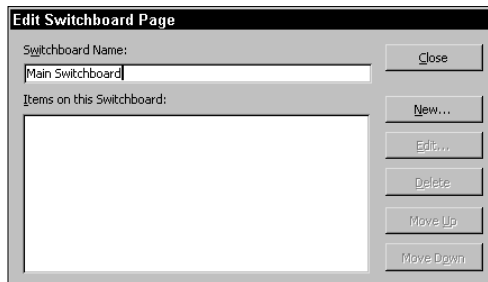 Edit Switchboard Page
Switchboard Name:
Close
Main Switchboard
Items on this Switchboard:
New...
Edit...
Delete
Move Up
Move Down